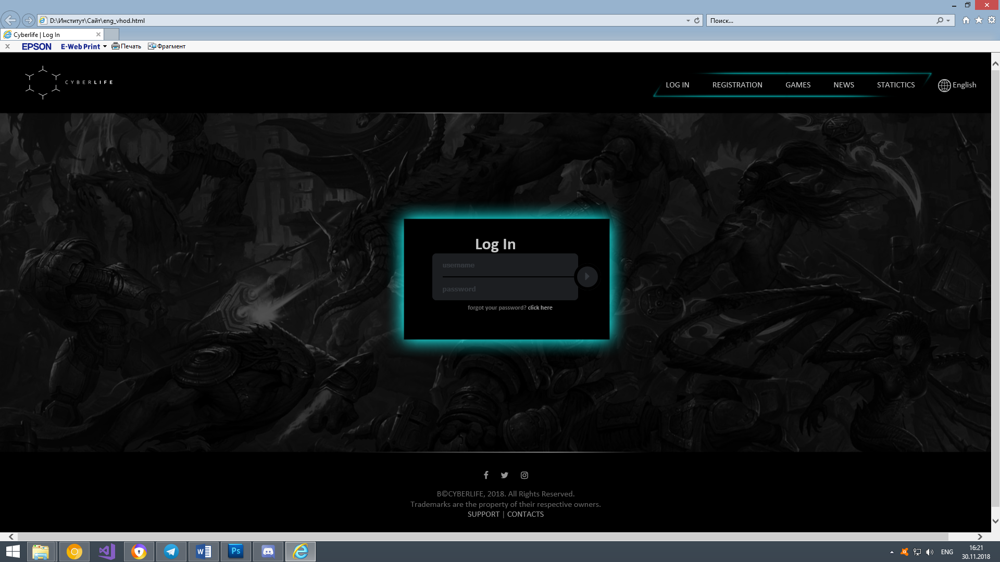 D:\Институт\Сайт\eng_vhod.html
Поиск...
Cyberlife | Log In
EPSON E-Web Print Печать Фрагмент
CYBERLIFE
LOG IN REGISTRATION GAMES NEWS STATICTICS English
Log In
username
password
forgot your password? click here
В©CYBERLIFE, 2018. All Rights Reserved.
Trademarks are the property of their respective owners.
SUPPORT | CONTACTS
W Ps ENG 16:21
30.11.2018